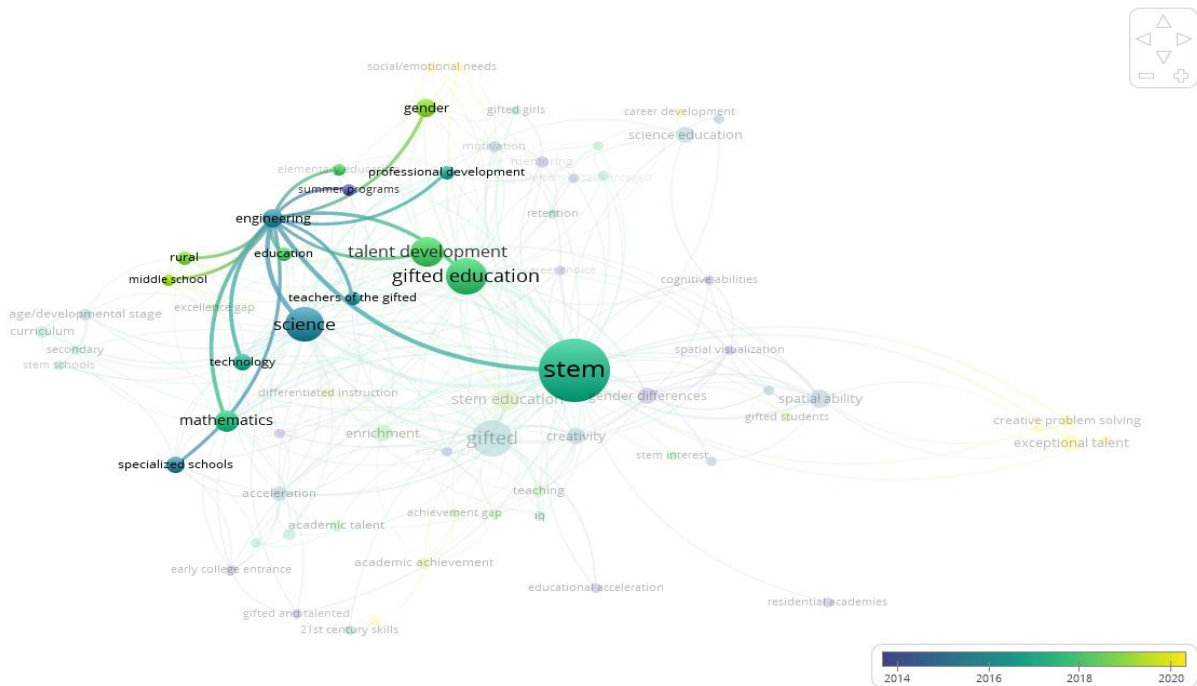 social/emotional needs
gender
gifted girls
career development
science education
motivation
mentoring
elementary education
professional development
summer programs
retention
engineering
talent development
education
rural
gifted education
middle school
cognitive abilities
teachers of the gifted
excellence gap
age/developmental stage
science
curriculum
secondary
spatial visualization
stem schools
technology
stem
differentiated instruction
stem education
gender differences
spatial ability
mathematics
gifted students
creative problem solving
enrichment
gifted
creativity
exceptional talent
stem interest
specialized schools
acceleration
teaching
achievement gap
iq
academic talent
academic achievement
early college entrance
educational acceleration
residential academies
gifted and talented
21st century skills
2014 2016 2018 2020